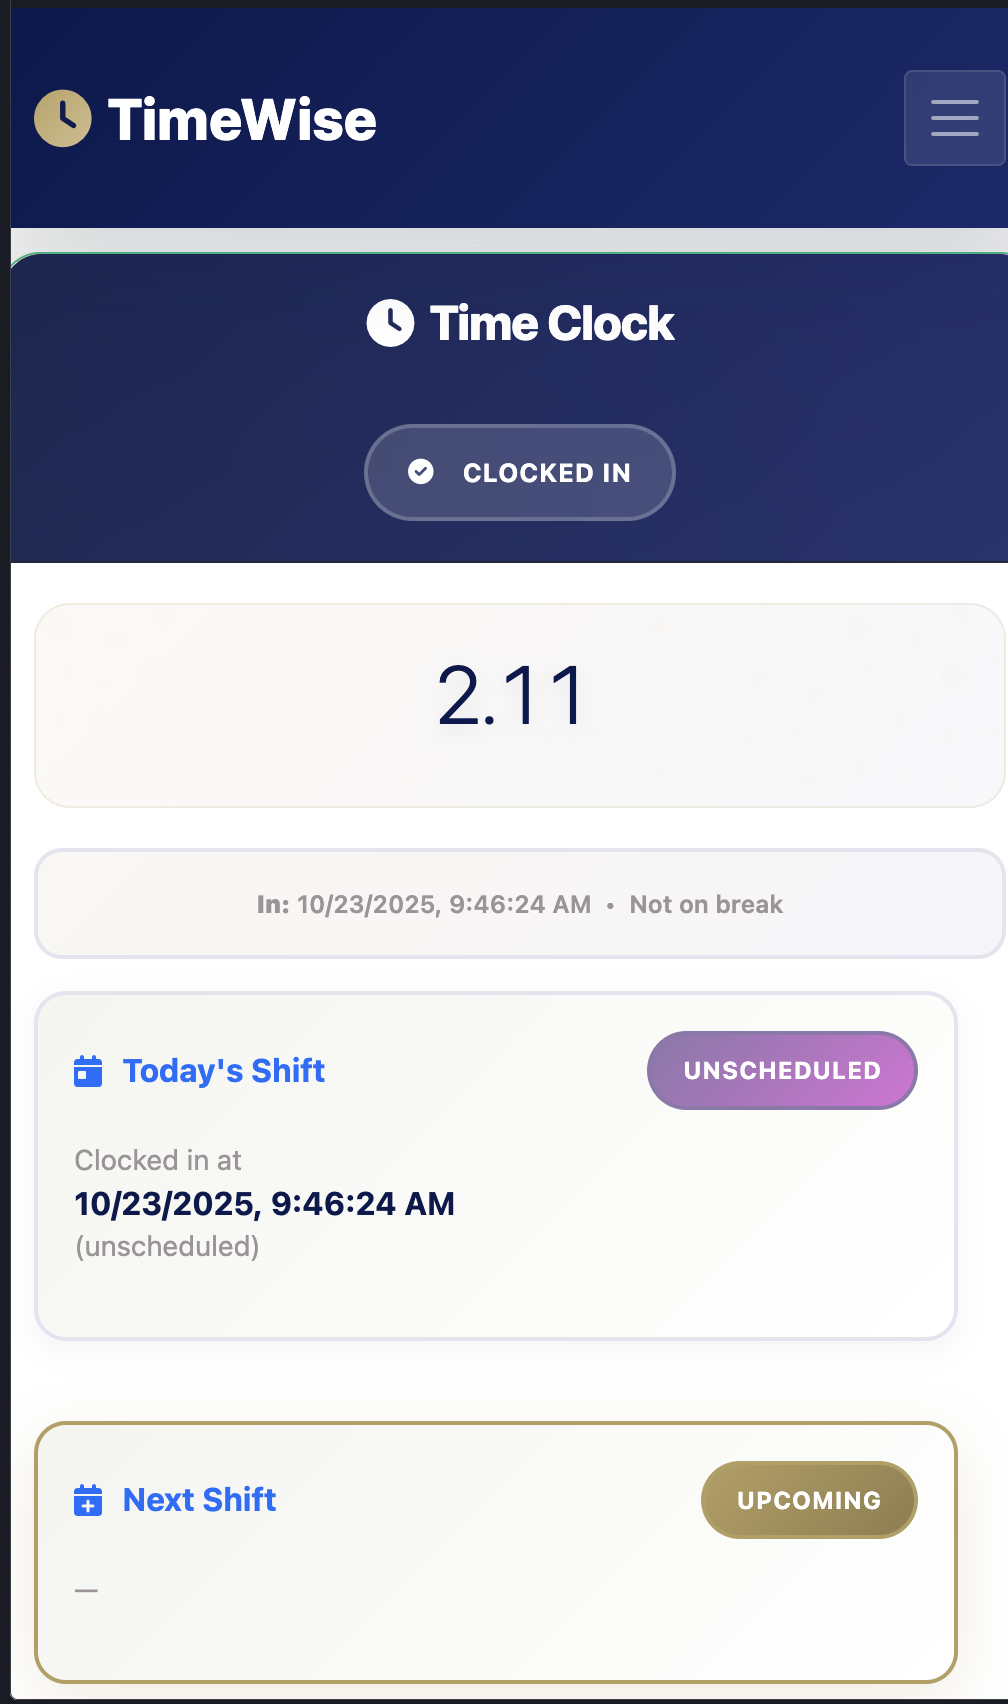 TimeWise
Time Clock
CLOCKED IN
2.11
In: 10/23/2025, 9:46:24 AM • Not on break
Today's Shift
UNSCHEDULED
Clocked in at
10/23/2025, 9:46:24 AM
(unscheduled)
Next Shift
UPCOMING
—